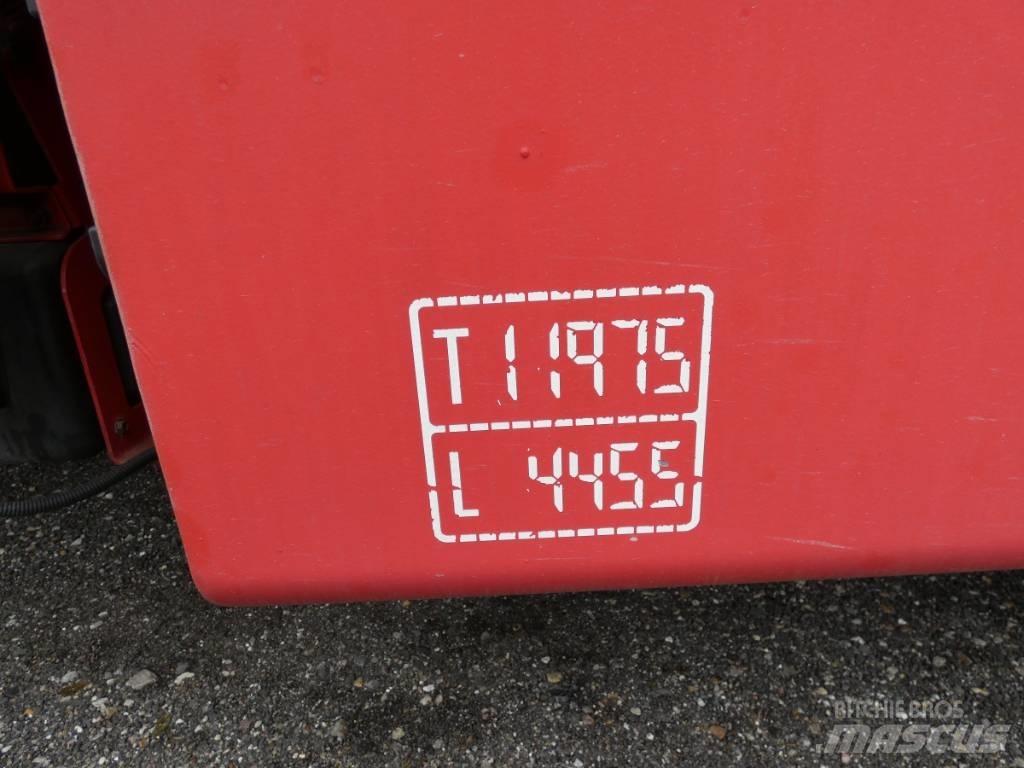 T 11975
L 4455
RITCHIE BROS.
MASCUS